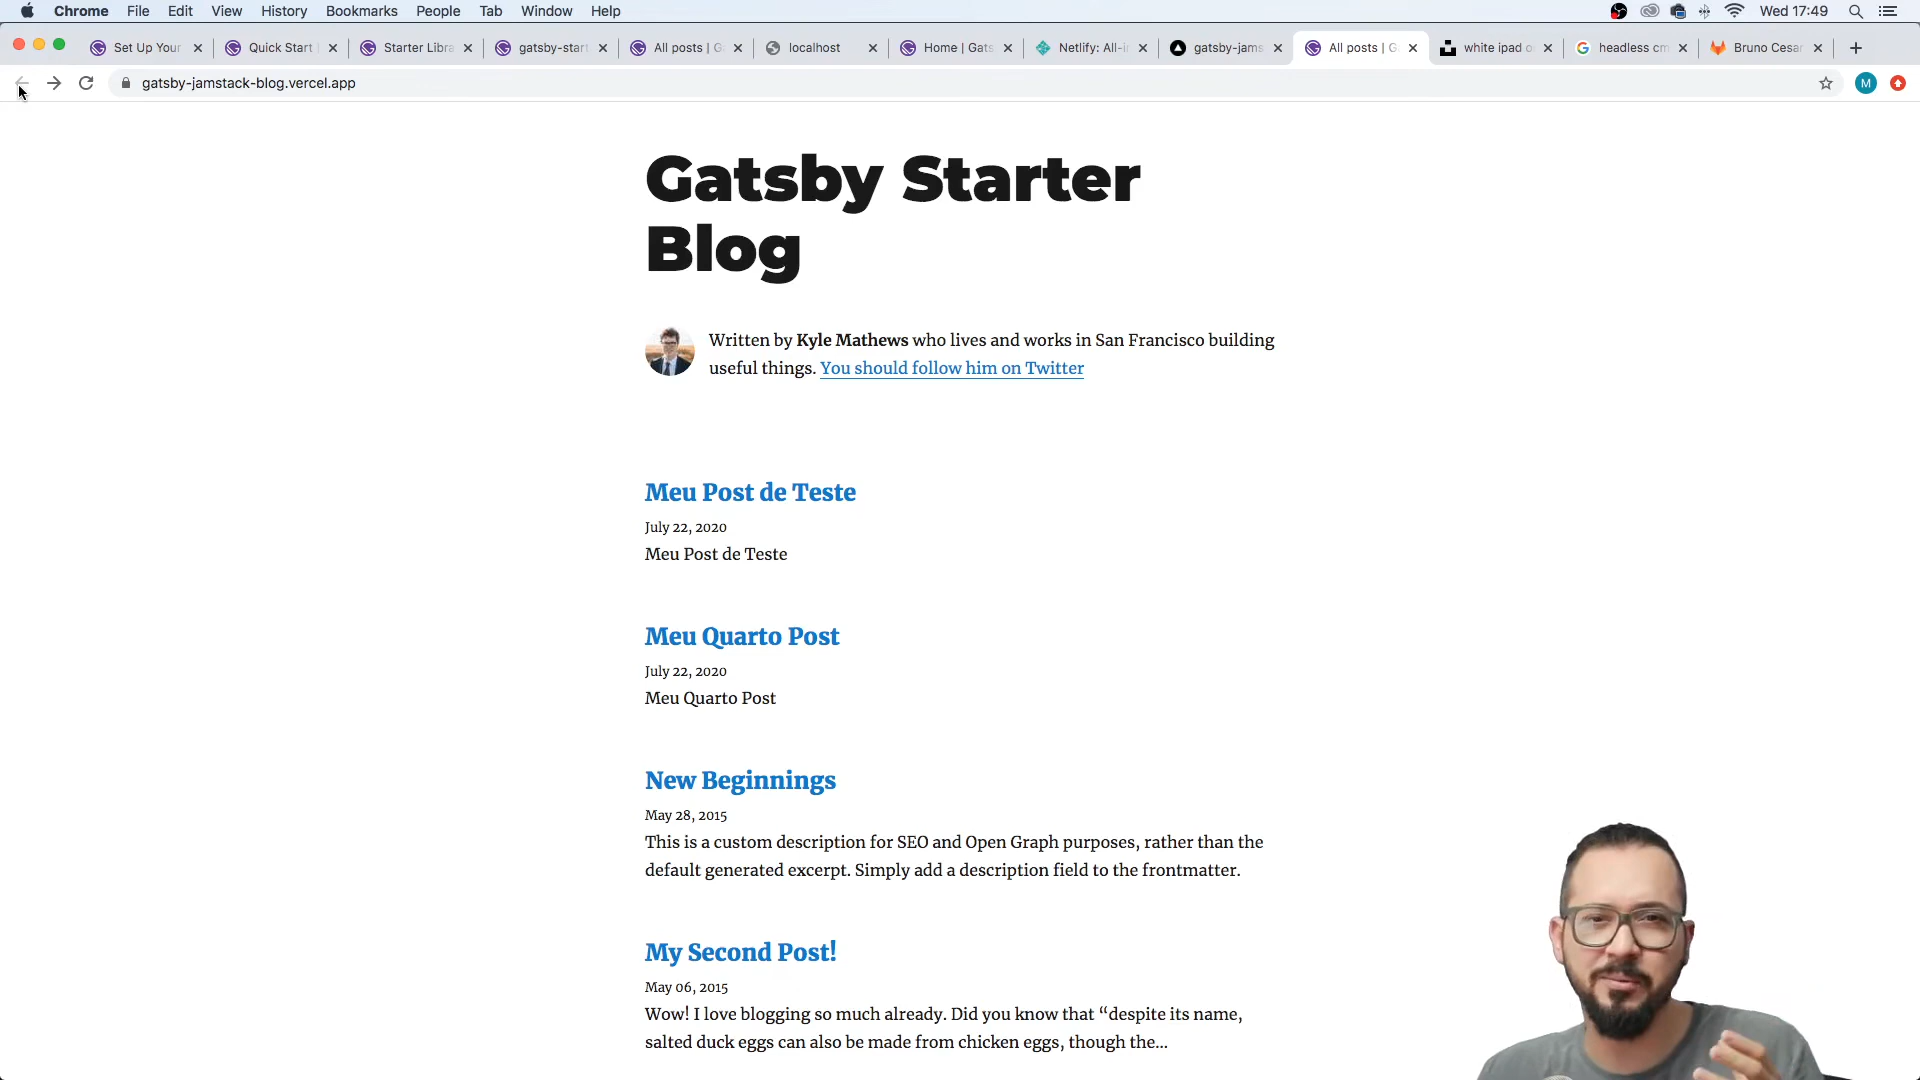 Chrome File Edit View History Bookmarks People Tab Window Help Wed 17:49
Set Up Your Quick Start Starter Libra gatsby-start All posts | G localhost Home | Gats Netlify: All-i gatsby-jams All posts | G white ipad o headless cm Bruno Cesar
gatsby-jamstack-blog.vercel.app M
Gatsby Starter
Blog
Written by Kyle Mathews who lives and works in San Francisco building
useful things. You should follow him on Twitter
Meu Post de Teste
July 22, 2020
Meu Post de Teste
Meu Quarto Post
July 22, 2020
Meu Quarto Post
New Beginnings
May 28, 2015
This is a custom description for SEO and Open Graph purposes, rather than the
default generated excerpt. Simply add a description field to the frontmatter.
My Second Post!
May 06, 2015
Wow! I love blogging so much already. Did you know that “despite its name,
salted duck eggs can also be made from chicken eggs, though the…